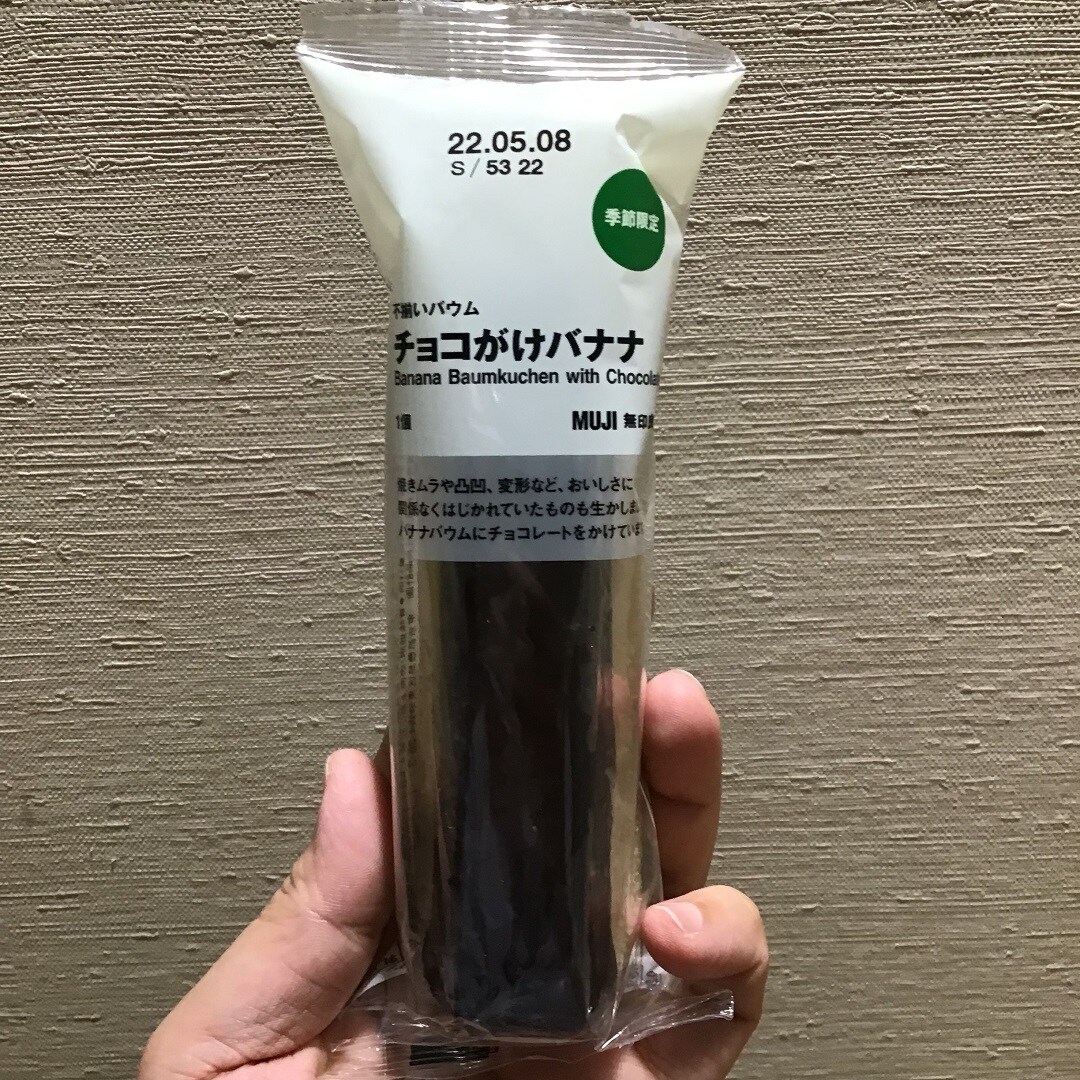 22.05.08
S/ 53 22
季節限定
不揃いバウム
チョコがけバナナ
Banana Baumkuchen with Chocola
1個
MUJI 無印良
焼きムラや凸凹、変形など、おいしさに
関係なくはじかれていたものも生かしまし
バナナバウムにチョコレートをかけていま